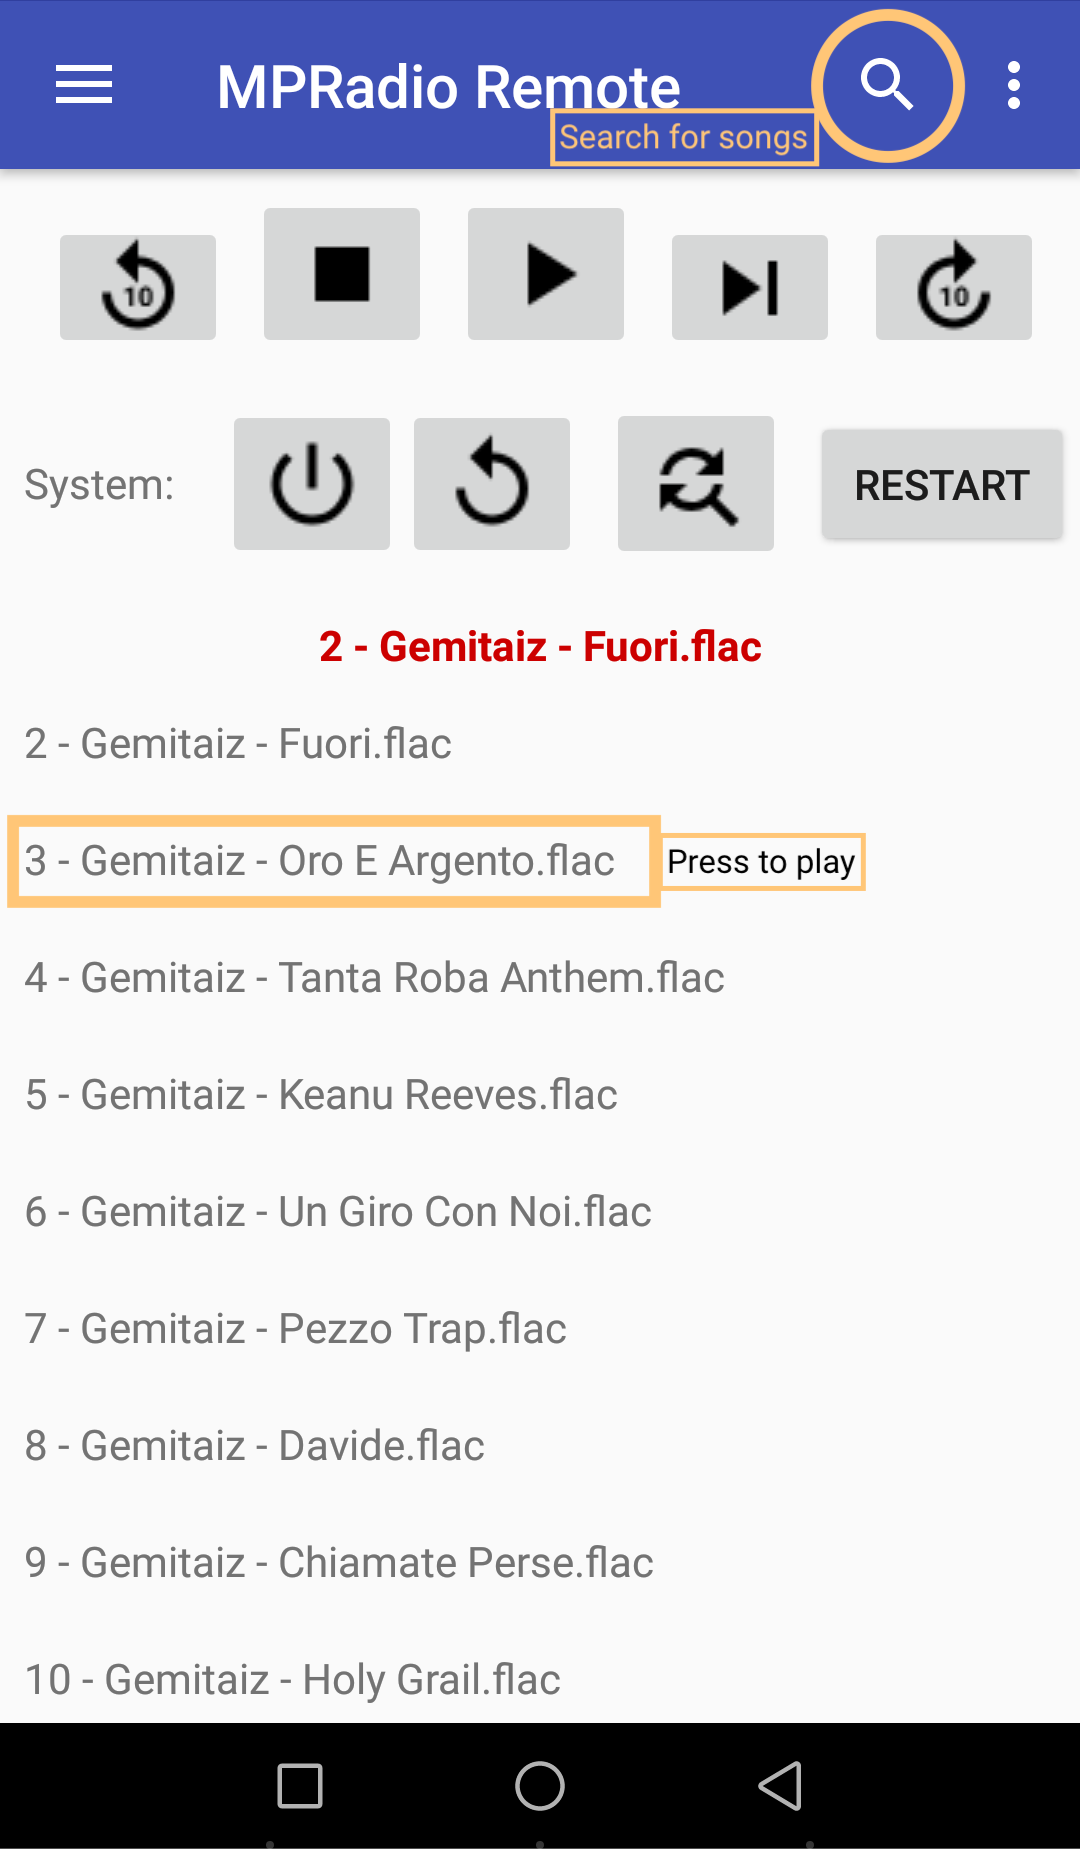 MPRadio Remote
Search for songs
10
10
System:
RESTART
2 - Gemitaiz - Fuori.flac
2 - Gemitaiz - Fuori.flac
3 - Gemitaiz - Oro E Argento.flac
Press to play
4 - Gemitaiz - Tanta Roba Anthem.flac
5 - Gemitaiz - Keanu Reeves.flac
6 - Gemitaiz - Un Giro Con Noi.flac
7 - Gemitaiz - Pezzo Trap.flac
8 - Gemitaiz - Davide.flac
9 - Gemitaiz - Chiamate Perse.flac
10 - Gemitaiz - Holy Grail.flac